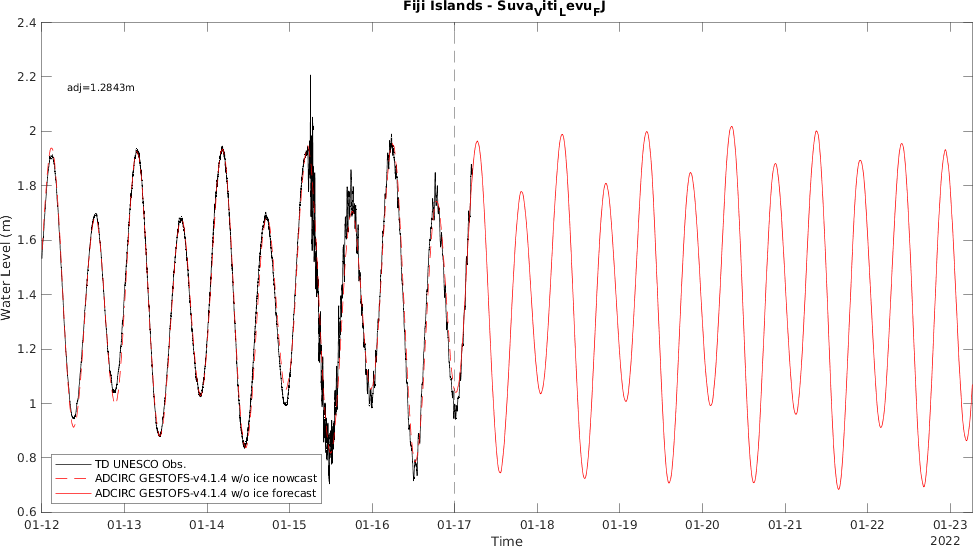 Fiji Islands - SuvaVitiLevuFJ
2.4
2.2
adj=1.2843m
2
1.8
1.6
1.4
1.2
1
0.8
0.6
Water Level (m)
TD UNESCO Obs.
ADCIRC GESTOFS-v4.1.4 w/o ice nowcast
ADCIRC GESTOFS-v4.1.4 w/o ice forecast
01-12 01-13 01-14 01-15 01-16 01-17 01-18 01-19 01-20 01-21 01-22 01-23
Time 2022